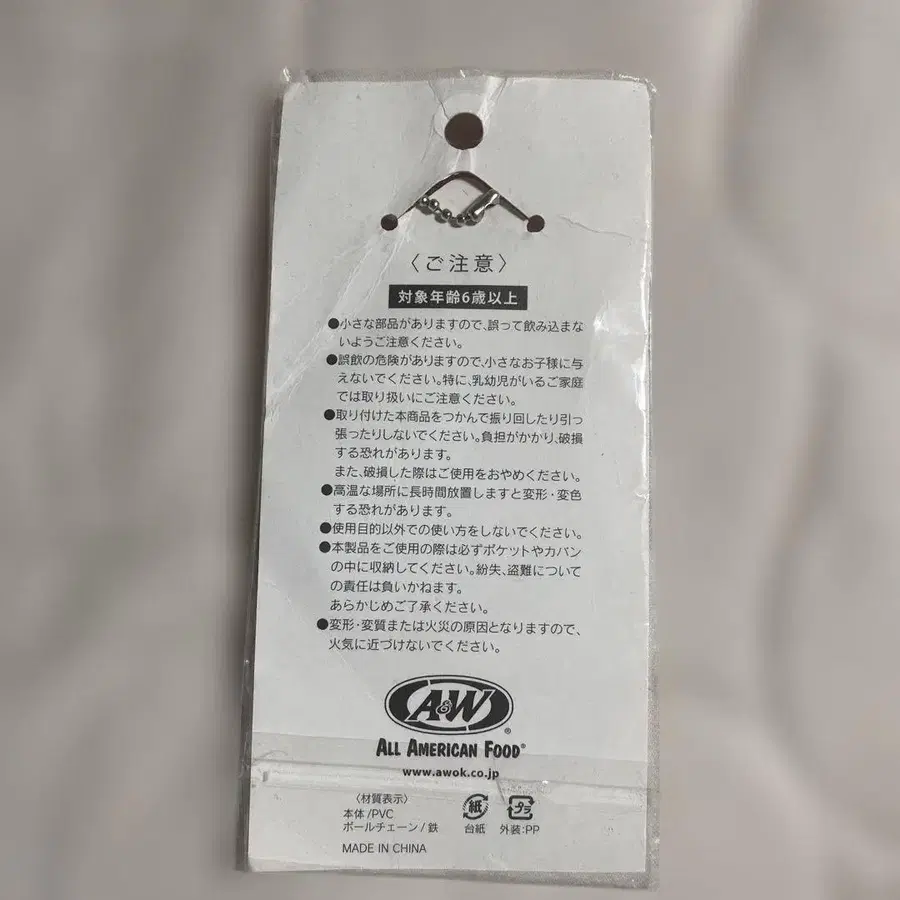 〈ご注意〉
対象年齢6歳以上
●小さな部品がありますので、誤って飲み込まな
いようご注意ください。
●誤飲の危険がありますので、小さなお子様に与
えないでください。特に、乳幼児がいるご家庭
では取り扱いにご注意ください。
●取り付けた本商品をつかんで振り回したり引っ
張ったりしないでください。負担がかかり、破損
する恐れがあります。
また、破損した際はご使用をおやめください。
●高温な場所に長時間放置しますと変形・変色
する恐れがあります。
●使用目的以外での使い方をしないでください。
●本製品をご使用の際は必ずポケットやカバン
の中に収納してください。紛失、盗難について
の責任は負いかねます。
あらかじめご了承ください。
●変形・変質または火災の原因となりますので、
火気に近づけないでください。
A&W®
ALL AMERICAN FOOD®
www.awok.co.jp
〈材質表示〉
本体/PVC
ボールチェーン/鉄
MADE IN CHINA
紙
台紙
プラ
外装:PP